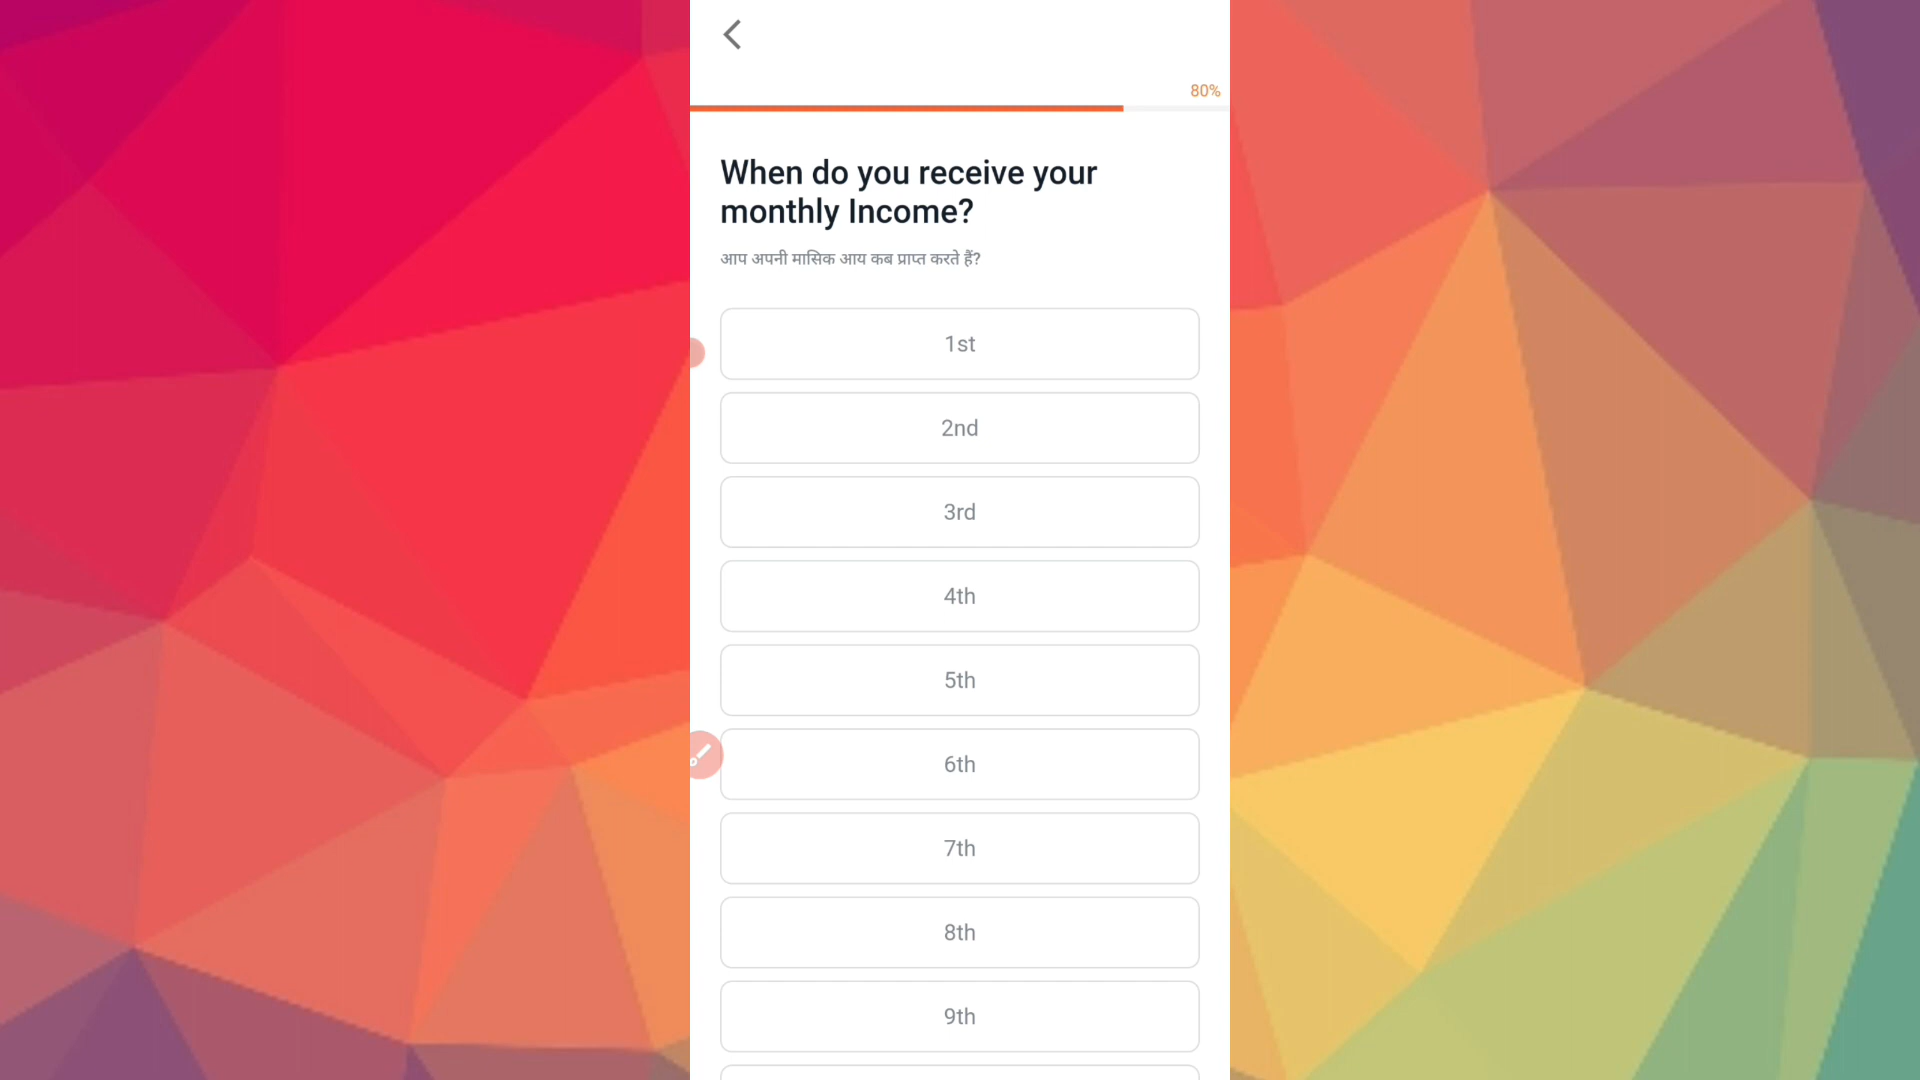 80%
When do you receive your
monthly Income?
आप अपनी मासिक आय कब प्राप्त करते हैं?
1st
2nd
3rd
4th
5th
6th
7th
8th
9th